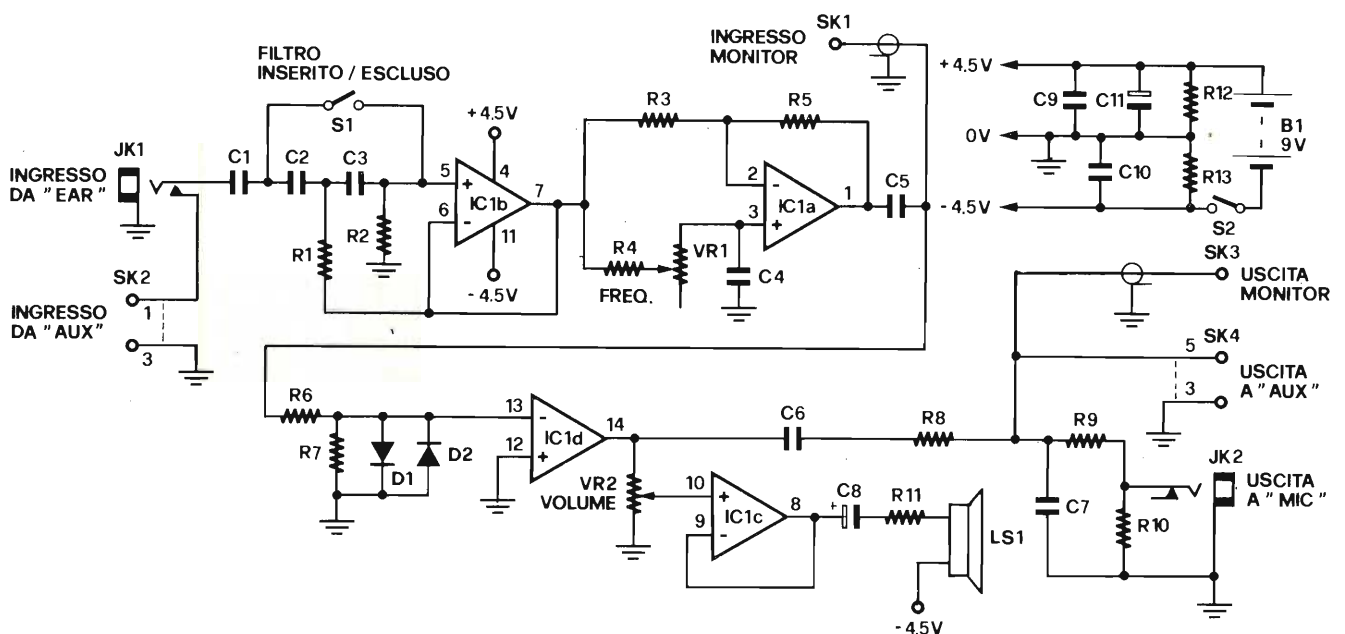 INGRESSO
MONITOR
SK1
FILTRO
INSERITO / ESCLUSO
S1
+4.5V
C9
C11
R12
0V
B1
9V
C10
R13
-4.5V
S2
R3
R5
JK1
INGRESSO
DA "EAR"
C1
C2
C3
+4.5V
4
5
+
IC1b
7
6
-
11
-4.5V
R1
R2
2
-
IC1a
1
C5
3
+
R4
VR1
FREQ.
C4
SK2
1
INGRESSO
DA "AUX"
3
SK3
USCITA
MONITOR
5
SK4
USCITA
A "AUX"
3
R6
13
-
IC1d
14
12
+
R7
D1
D2
C6
R8
R9
VR2
VOLUME
10
+
IC1c
8
9
-
+
C8
R11
LS1
-4.5V
C7
R10
JK2
USCITA
A "MIC"